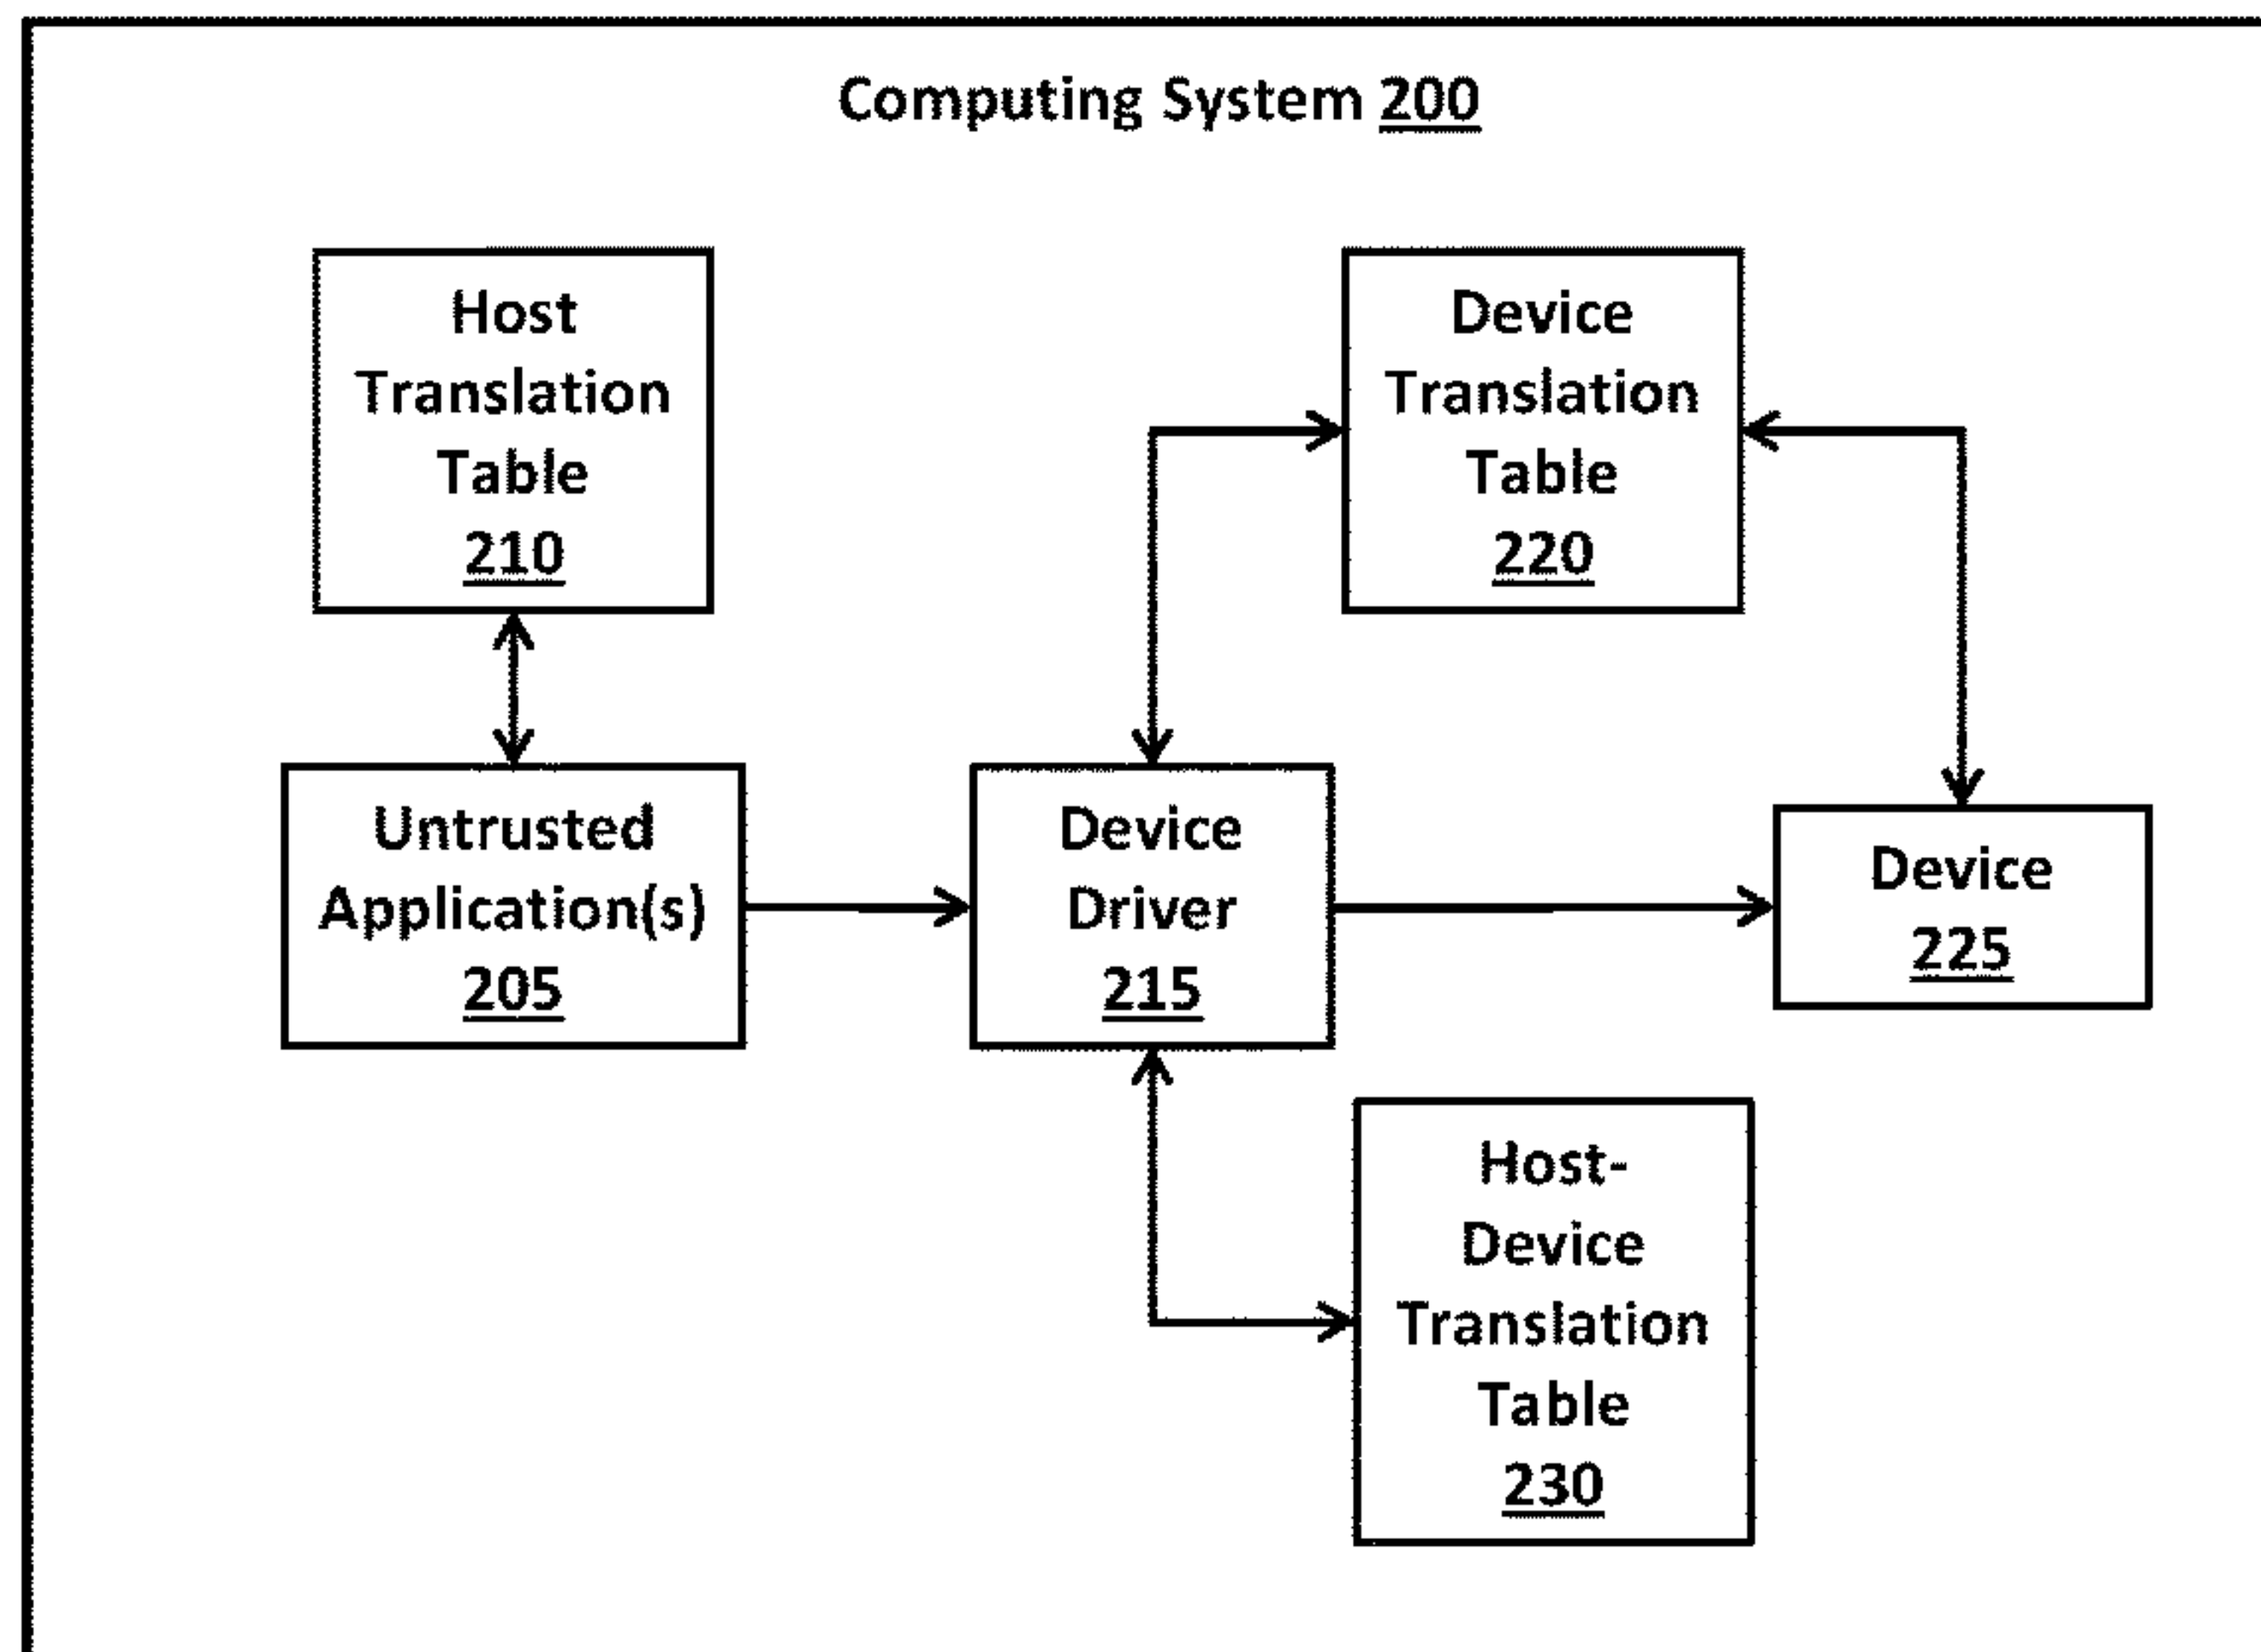 Computing System 200
Host
Translation
Table
210
Device
Translation
Table
220
Untrusted
Application(s)
205
Device
Driver
215
Device
225
Host-
Device
Translation
Table
230